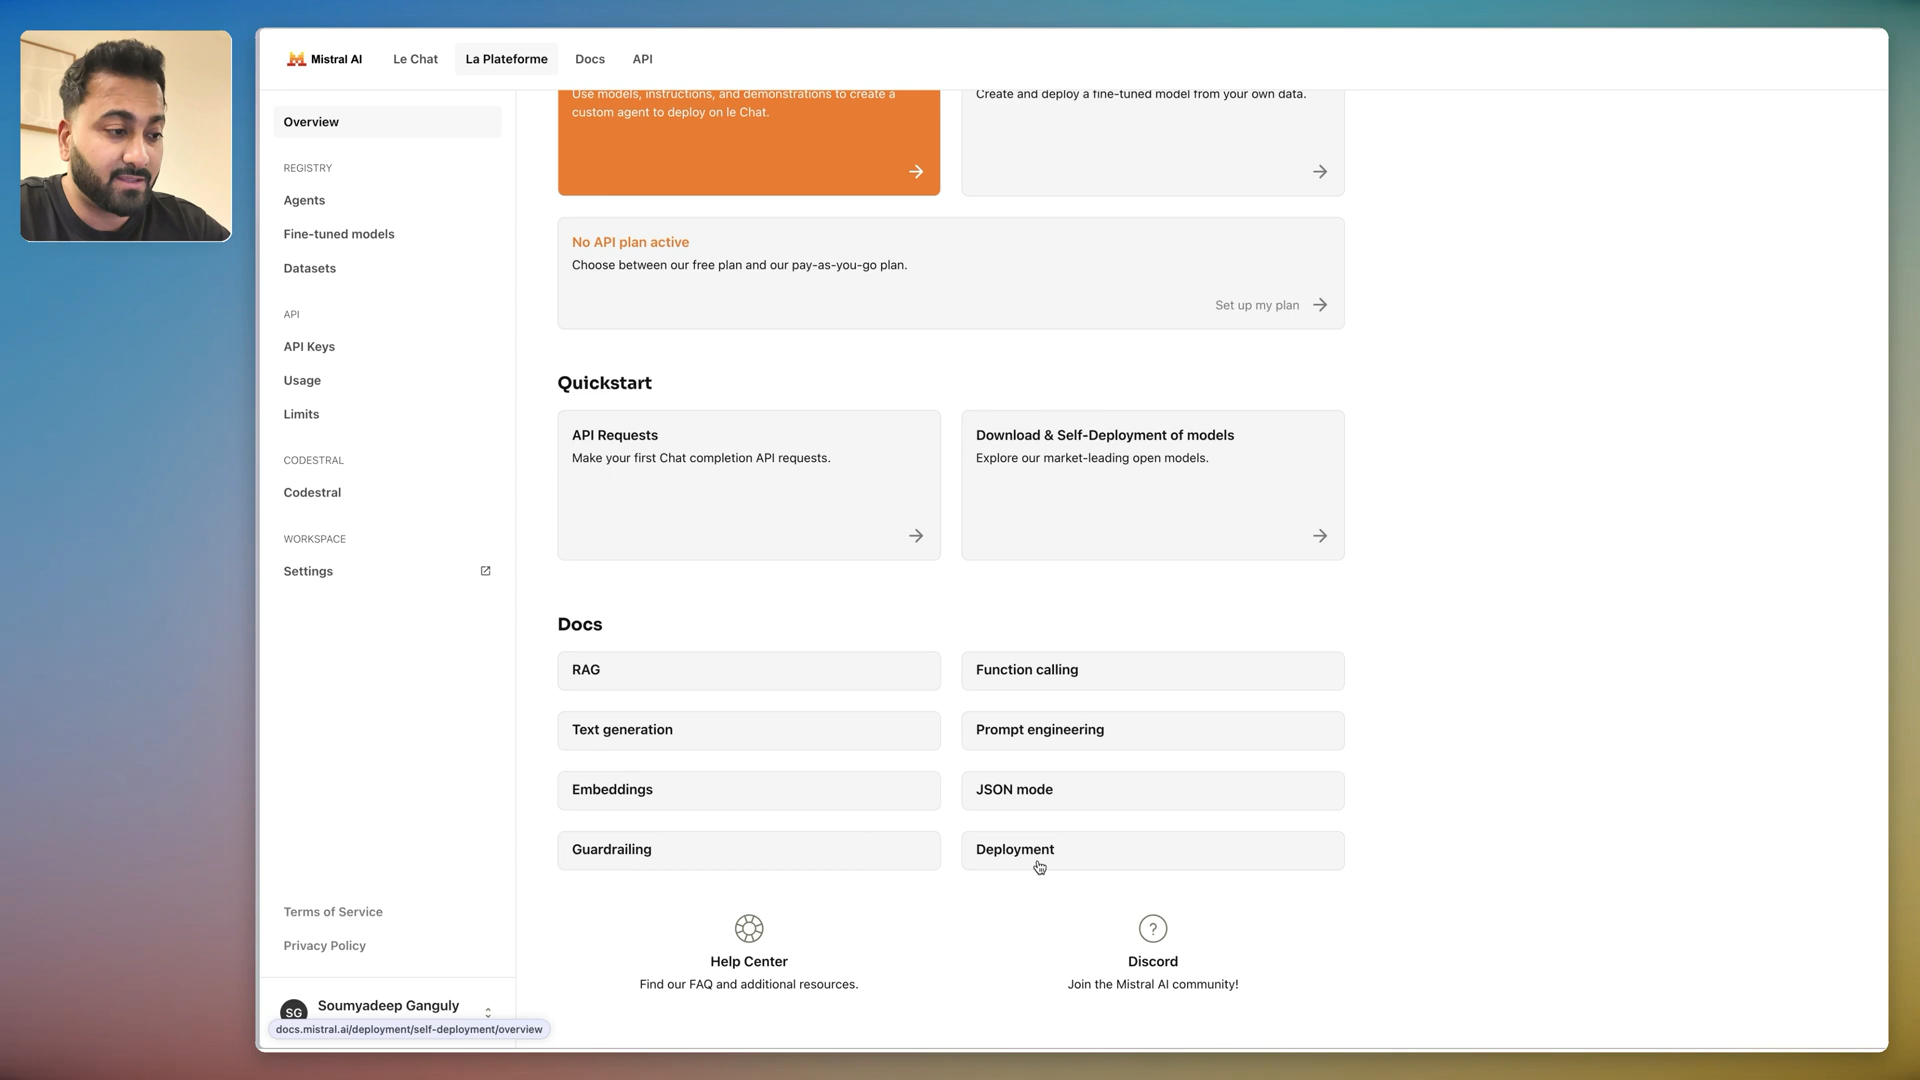 Mistral AI
Le Chat
La Plateforme
Docs
API
Overview
REGISTRY
Agents
Fine-tuned models
Datasets
API
API Keys
Usage
Limits
CODESTRAL
Codestral
WORKSPACE
Settings
Terms of Service
Privacy Policy
SG
Soumyadeep Ganguly
docs.mistral.ai/deployment/self-deployment/overview
Use models, instructions, and demonstrations to create a
custom agent to deploy on le Chat.
Create and deploy a fine-tuned model from your own data.
No API plan active
Choose between our free plan and our pay-as-you-go plan.
Set up my plan
Quickstart
API Requests
Make your first Chat completion API requests.
Download & Self-Deployment of models
Explore our market-leading open models.
Docs
RAG
Function calling
Text generation
Prompt engineering
Embeddings
JSON mode
Guardrailing
Deployment
Help Center
Find our FAQ and additional resources.
?
Discord
Join the Mistral AI community!